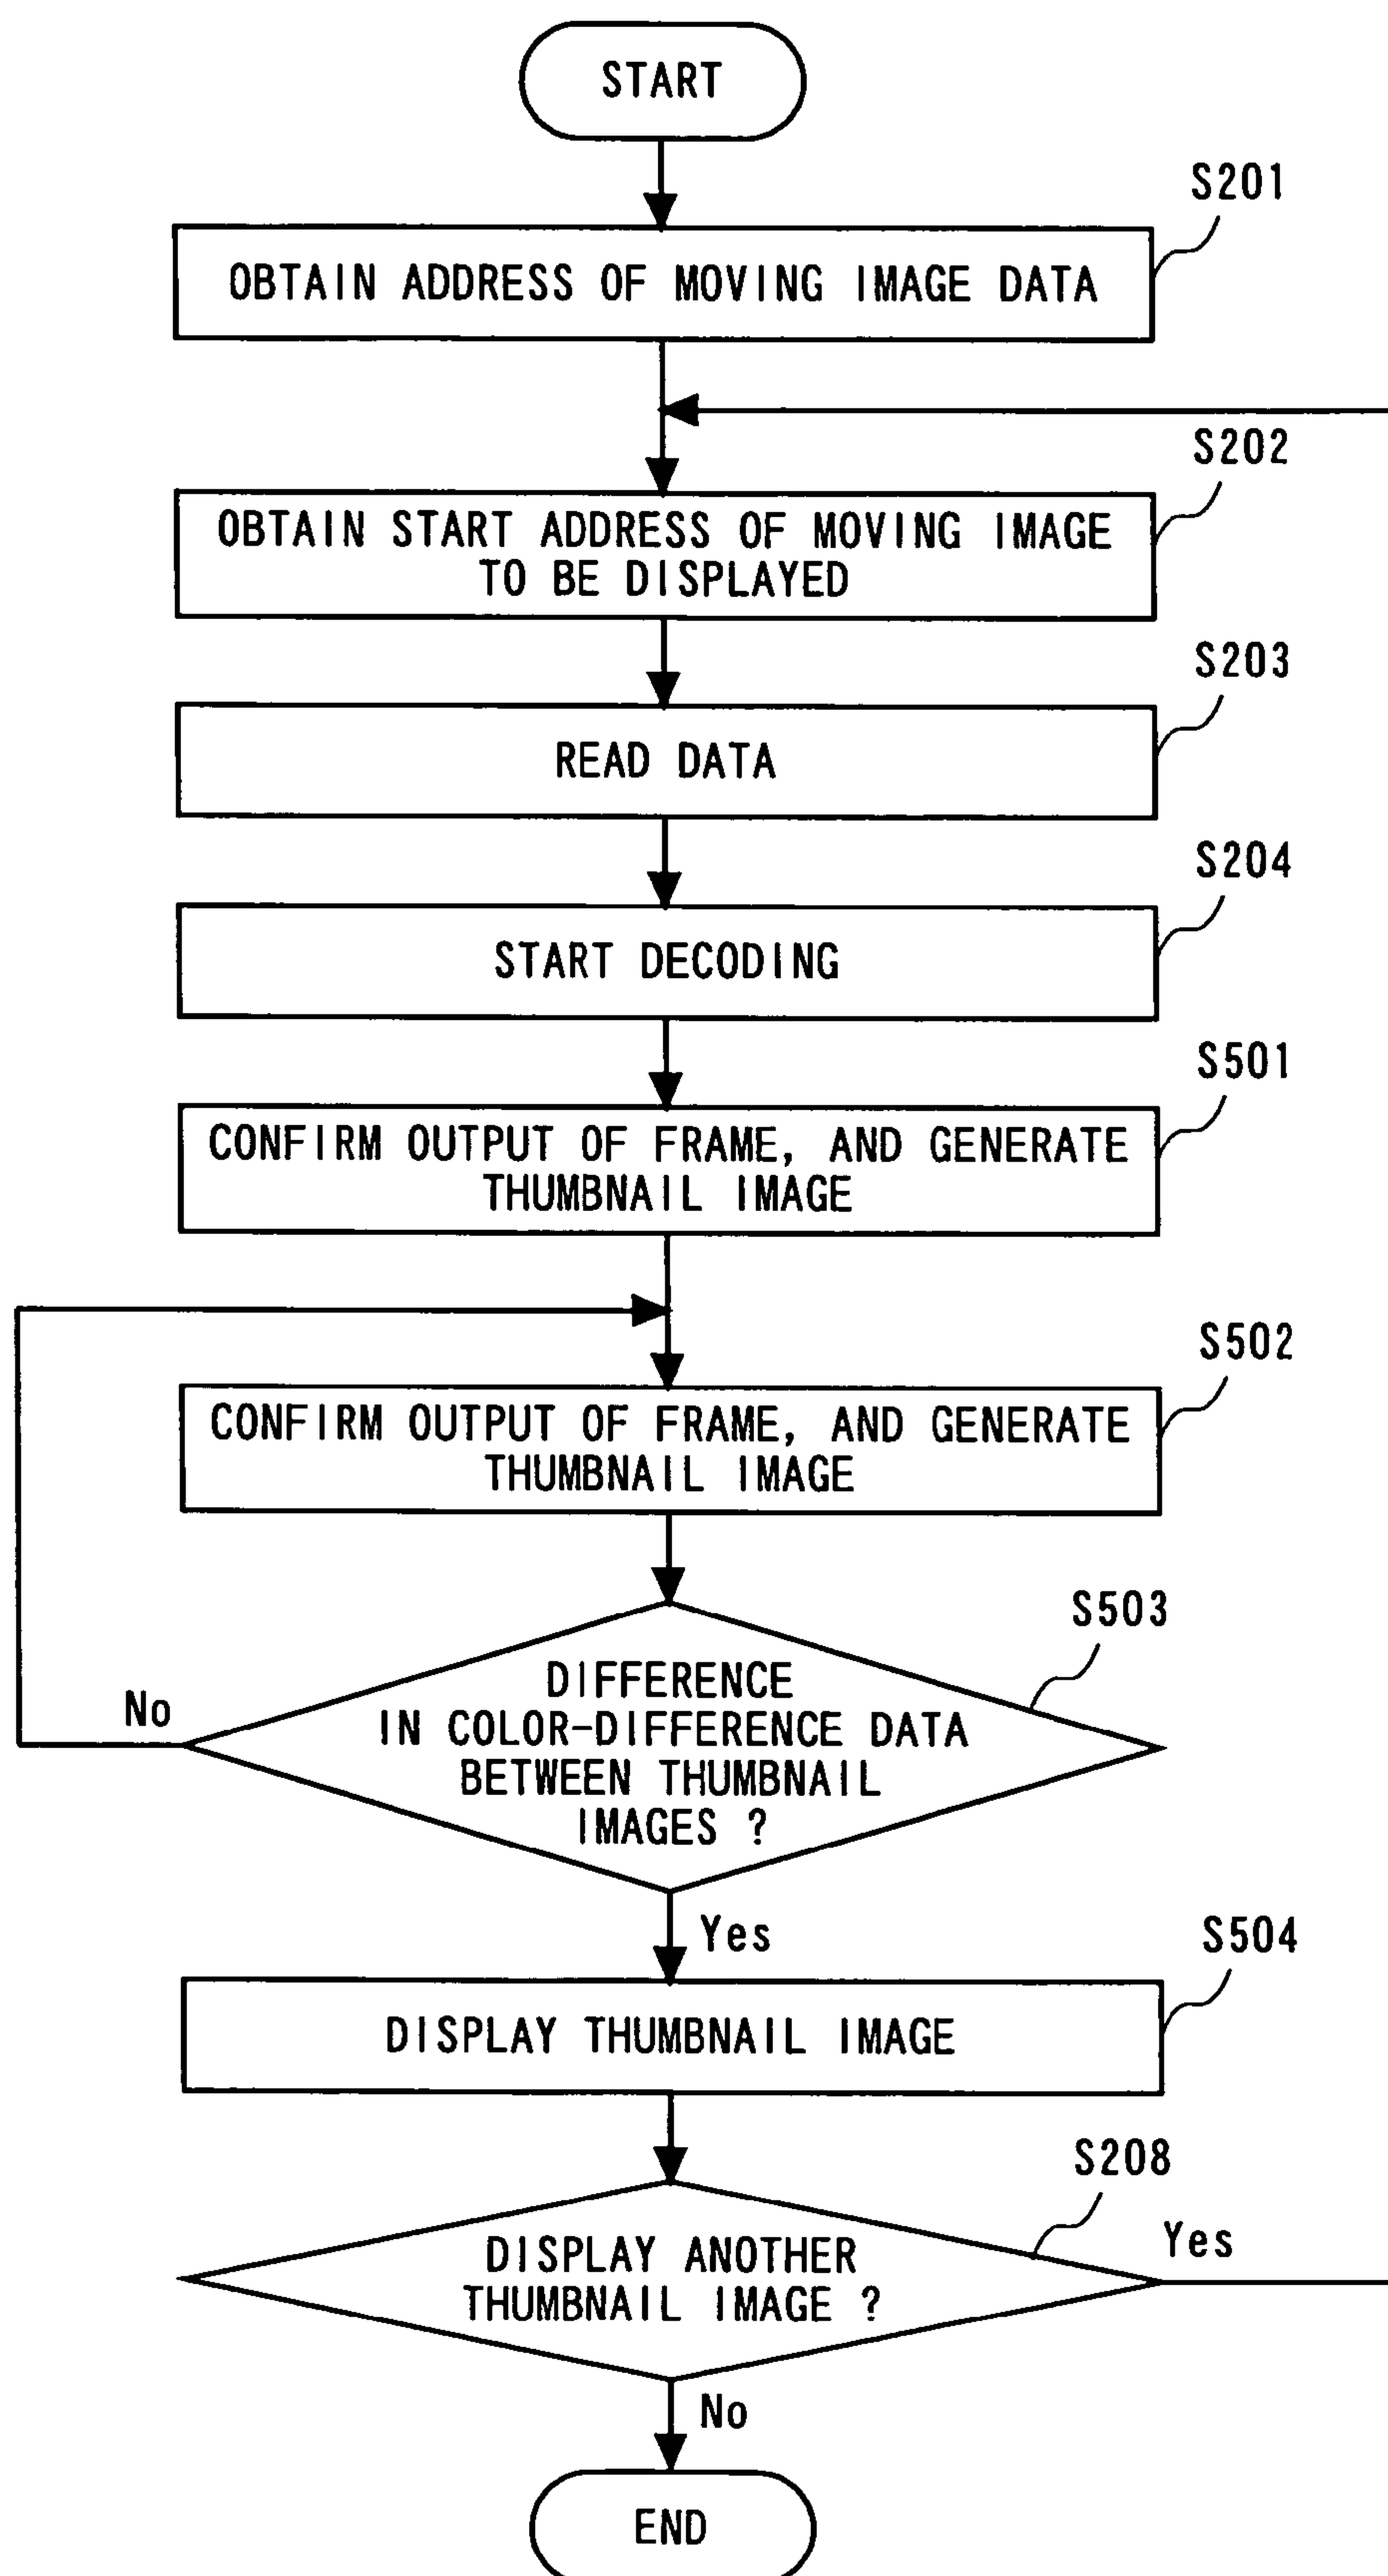 START
S201
OBTAIN ADDRESS OF MOVING IMAGE DATA
S202
OBTAIN START ADDRESS OF MOVING IMAGE
TO BE DISPLAYED
S203
READ DATA
S204
START DECODING
S501
CONFIRM OUTPUT OF FRAME, AND GENERATE
THUMBNAIL IMAGE
S502
CONFIRM OUTPUT OF FRAME, AND GENERATE
THUMBNAIL IMAGE
S503
DIFFERENCE
IN COLOR-DIFFERENCE DATA
BETWEEN THUMBNAIL
IMAGES ?
No
Yes
S504
DISPLAY THUMBNAIL IMAGE
S208
DISPLAY ANOTHER
THUMBNAIL IMAGE ?
Yes
No
END